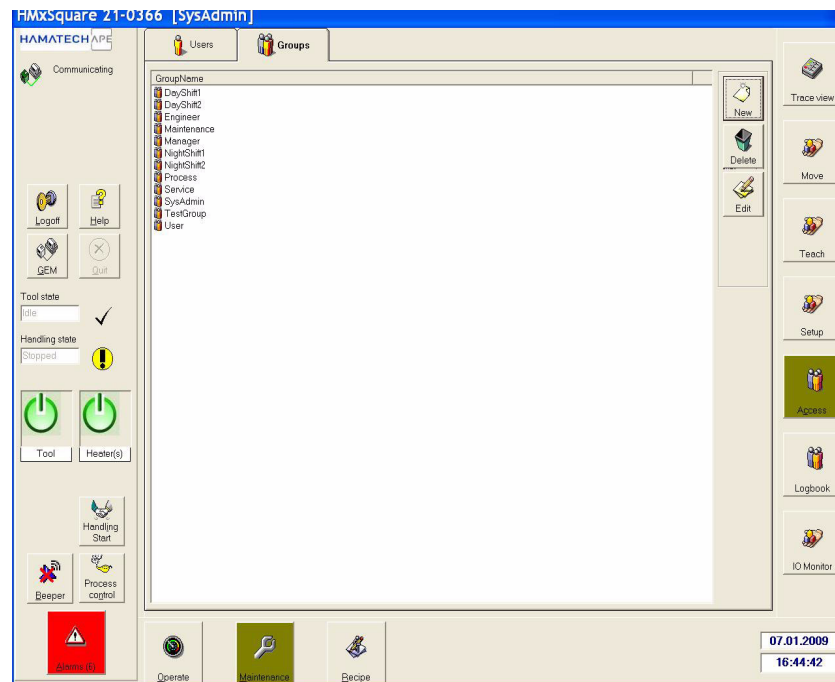 HMxSquare 21-0366 [SysAdmin]
HAMATECH APE
Communicating
Logoff
Help
GEM
Quit
Tool state
Idle
Handling state
Stopped
Tool
Heater(s)
Handling
Start
Beeper
Process
control
Alarms (6)
Users
Groups
GroupName
DayShift1
DayShift2
Engineer
Maintenance
Manager
NightShift1
NightShift2
Process
Service
SysAdmin
TestGroup
User
New
Delete
Edit
Trace view
Move
Teach
Setup
Access
Logbook
IO Monitor
Operate
Maintenance
Recipe
07.01.2009
16:44:42